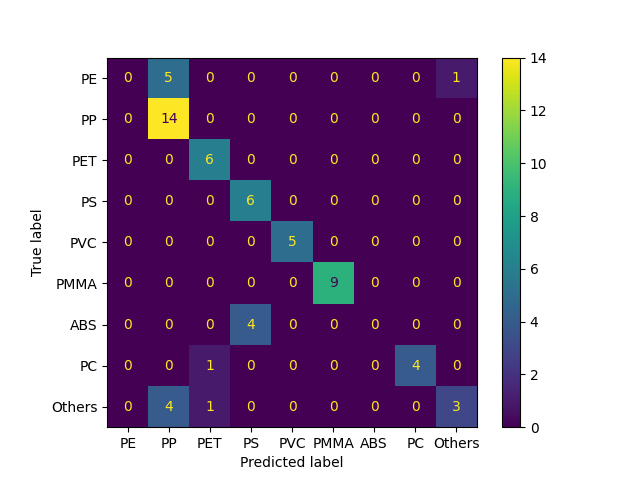 PE 0 5 0 0 0 0 0 0 1
PP 0 14 0 0 0 0 0 0 0
PET 0 0 6 0 0 0 0 0 0
PS 0 0 0 6 0 0 0 0 0
PVC 0 0 0 0 5 0 0 0 0
PMMA 0 0 0 0 0 9 0 0 0
ABS 0 0 0 4 0 0 0 0 0
PC 0 0 1 0 0 0 0 4 0
Others 0 4 1 0 0 0 0 0 3
PE PP PET PS PVC PMMA ABS PC Others
Predicted label
True label
14
12
10
8
6
4
2
0